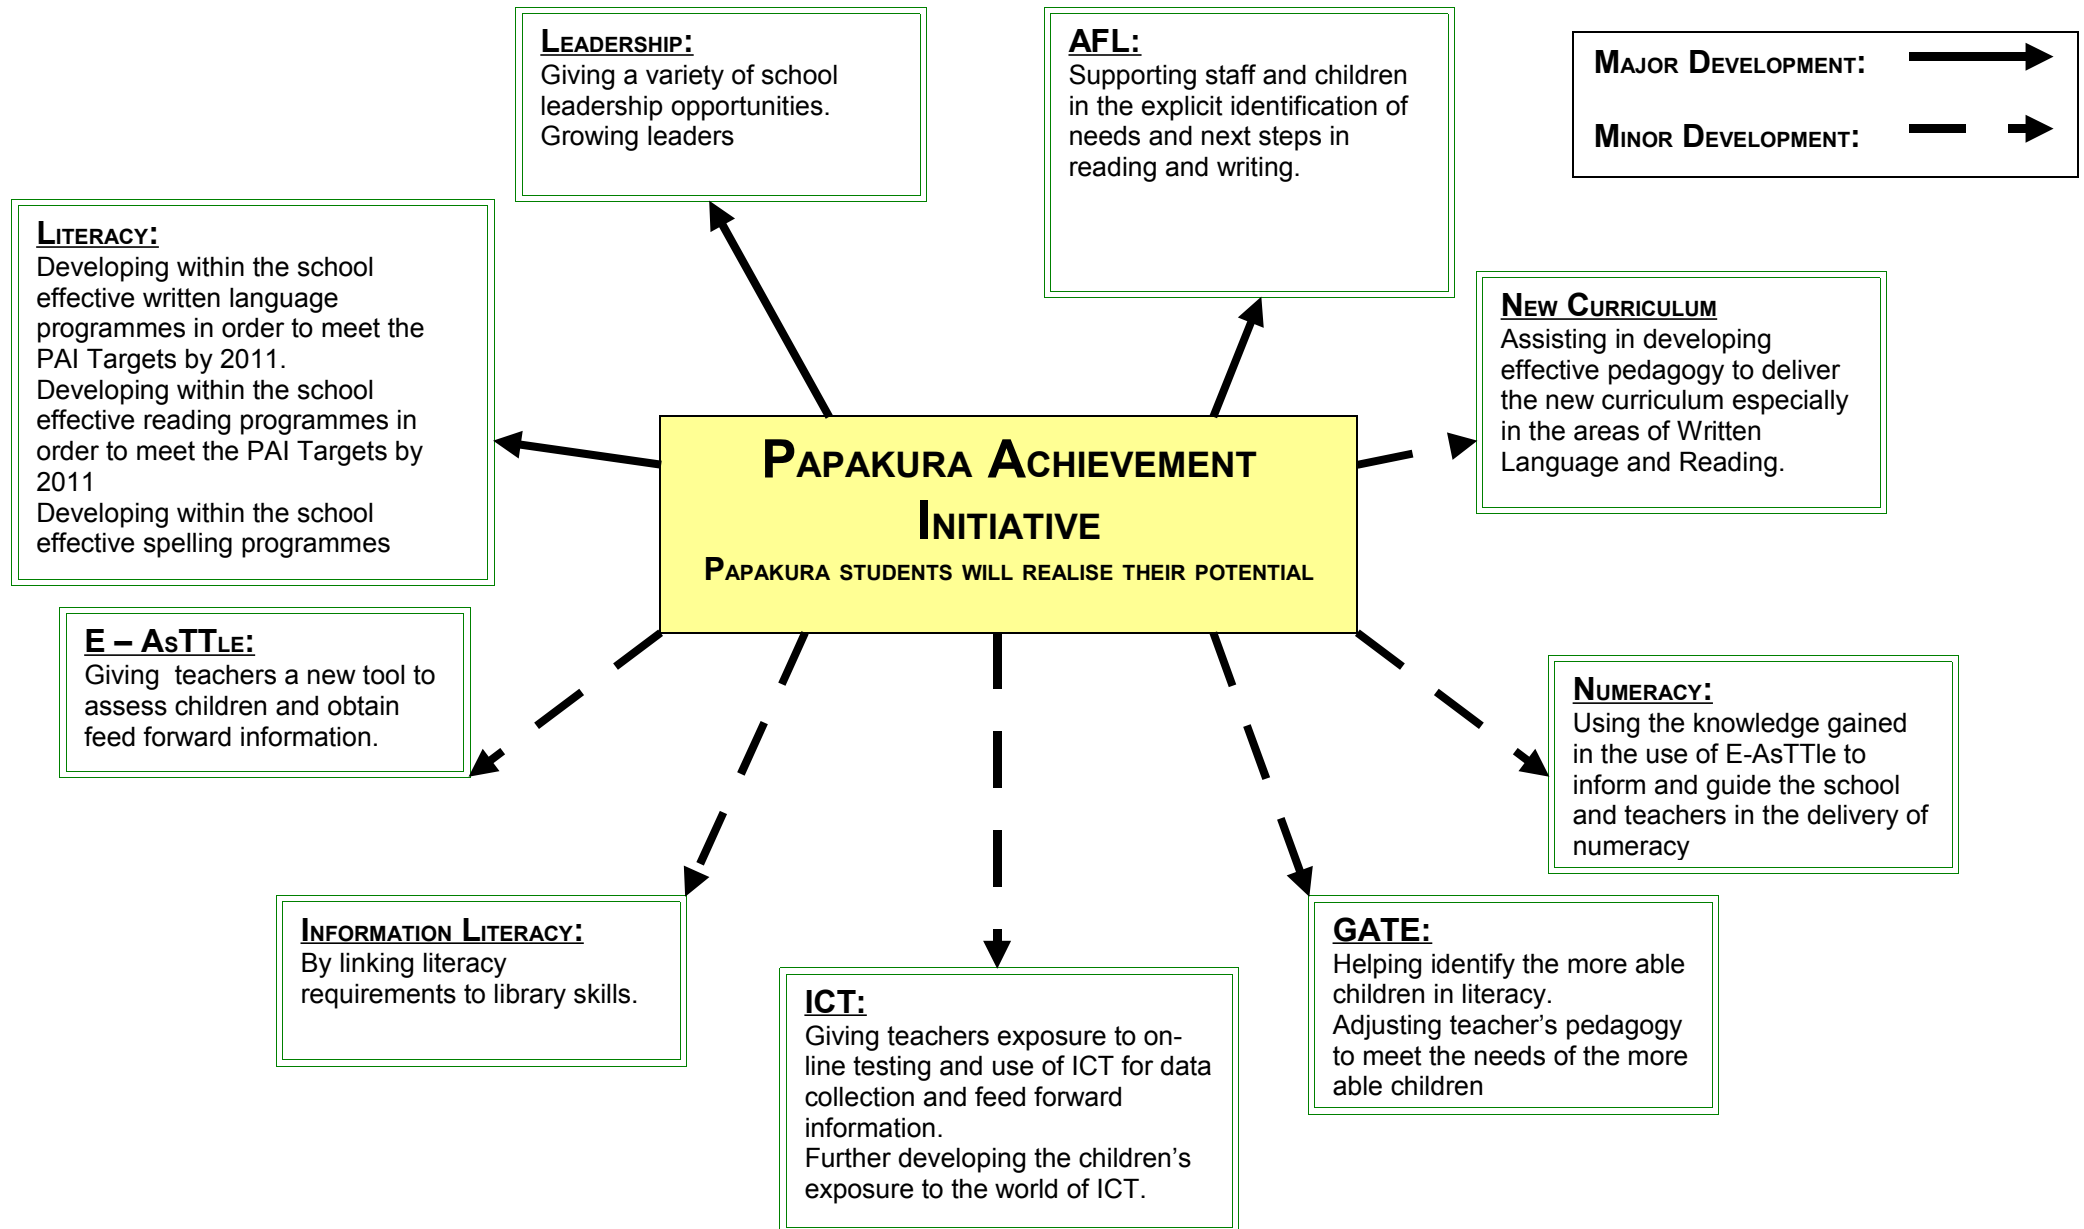 LEADERSHIP:
Giving a variety of school
leadership opportunities.
Growing leaders
AFL:
Supporting staff and children
in the explicit identification of
needs and next steps in
reading and writing.
MAJOR DEVELOPMENT:
MINOR DEVELOPMENT:
LITERACY:
Developing within the school
effective written language
programmes in order to meet the
PAI Targets by 2011.
Developing within the school
effective reading programmes in
order to meet the PAI Targets by
2011
Developing within the school
effective spelling programmes
NEW CURRICULUM
Assisting in developing
effective pedagogy to deliver
the new curriculum especially
in the areas of Written
Language and Reading.
PAPAKURA ACHIEVEMENT
INITIATIVE
PAPAKURA STUDENTS WILL REALISE THEIR POTENTIAL
E – ASTTLE:
Giving  teachers a new tool to
assess children and obtain
feed forward information.
NUMERACY:
Using the knowledge gained
in the use of E-AsTTle to
inform and guide the school
and teachers in the delivery of
numeracy
INFORMATION LITERACY:
By linking literacy
requirements to library skills.
ICT:
Giving teachers exposure to on-
line testing and use of ICT for data
collection and feed forward
information.
Further developing the children’s
exposure to the world of ICT.
GATE:
Helping identify the more able
children in literacy.
Adjusting teacher’s pedagogy
to meet the needs of the more
able children